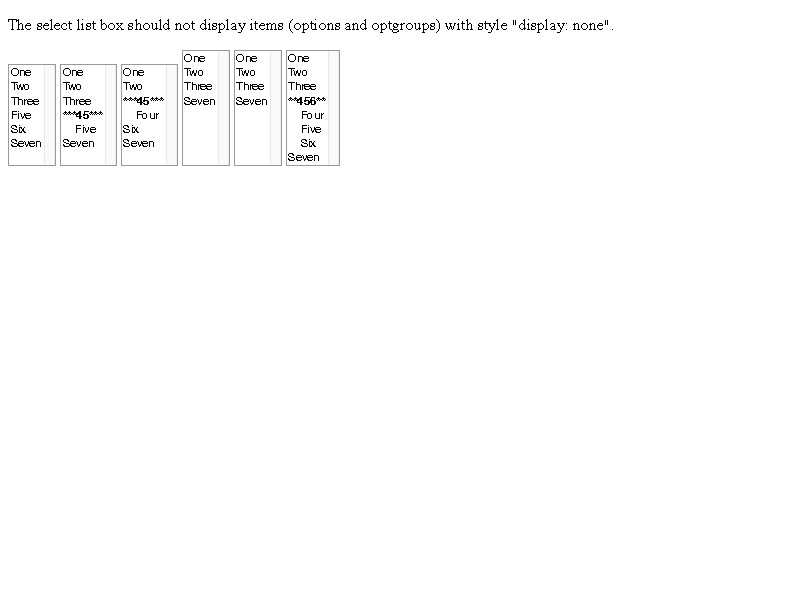 The select list box should not display items (options and optgroups) with style "display: none".
One
Two
Three
Five
Six
Seven
One
Two
Three
***45***
Five
Seven
One
Two
***45***
Four
Six
Seven
One
Two
Three
Seven
One
Two
Three
Seven
One
Two
Three
**456**
Four
Five
Six
Seven